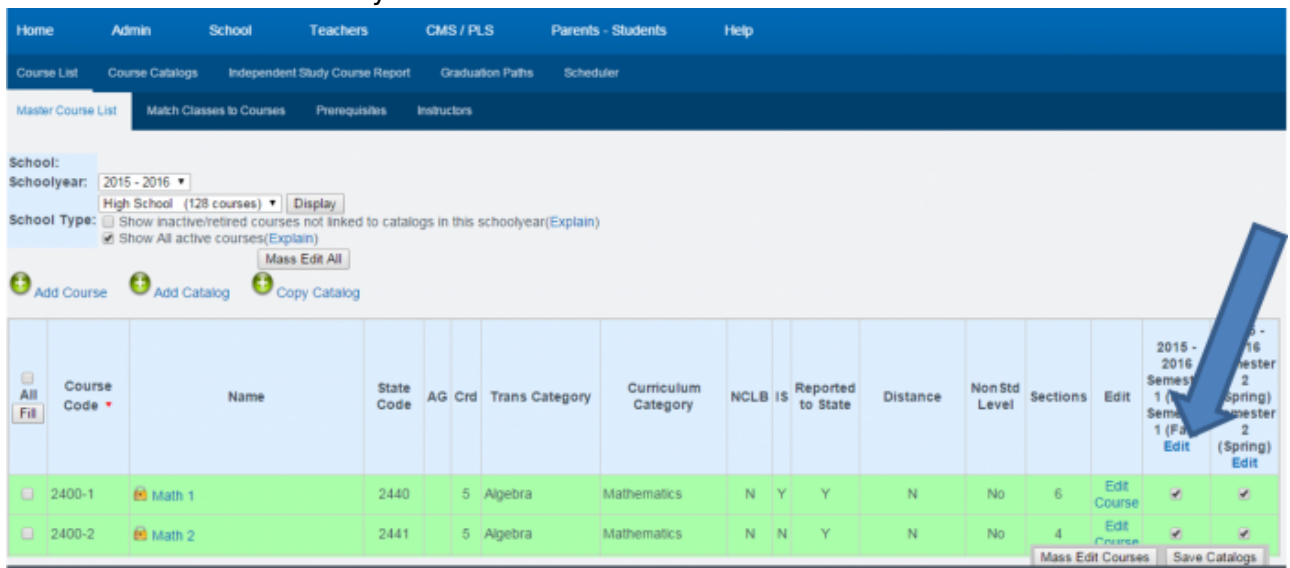 Home Admin School Teachers CMS / PLS Parents - Students Help
Course List Course Catalogs Independent Study Course Report Graduation Paths Scheduler
Master Course List Match Classes to Courses Prerequisites Instructors
School:
Schoolyear: 2015 - 2016
High School (128 courses) Display
School Type: Show inactive/retired courses not linked to catalogs in this schoolyear(Explain)
Show All active courses(Explain)
Mass Edit All
Add Course Add Catalog Copy Catalog
All Fill Course Code Name State Code AG Crd Trans Category Curriculum Category NCLB IS Reported to State Distance Non Std Level Sections Edit 2015 - 2016 1 1 Edit 2 Spring) 2 (Spring) Edit
2400-1 Math 1 2440 5 Algebra Mathematics N Y Y N No 6 Edit Course
2400-2 Math 2 2441 5 Algebra Mathematics N N Y N No 4 Edit Course
Mass Edit Courses Save Catalogs